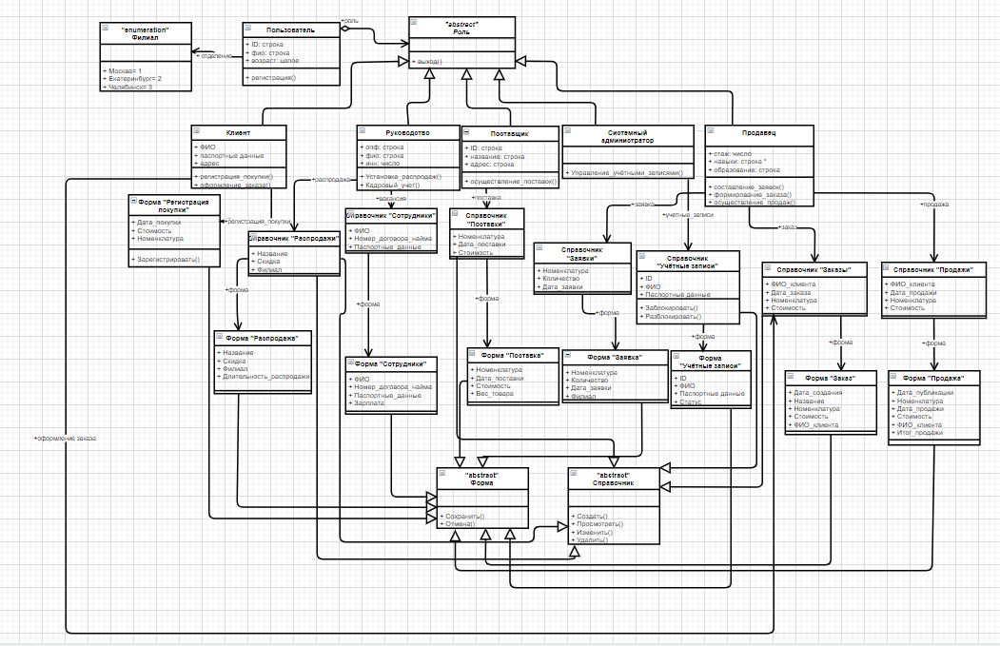 "enumeration"
Филиал
+ Москва= 1
+ Екатеринбург= 2
+ Челябинск= 3
+ отделение
Пользователь
+ ID: строка
+ фио: строка
+ возраст: целое
+ регистрация()
+роль
"abstract"
Роль
+ выход()
Клиент
+ ФИО
+ паспортные данные
+ адрес
+ регистрация_покупки()
+ оформление_заказа()
Руководство
+ опф: строка
+ фио: строка
+ инн: число
+ Установка_распродаж()
+ Кадровый_учет()
Поставщик
+ ID: строка
+ название: строка
+ адрес: строка
+ осуществление_поставок()
Системный
администратор
+ Управление_учётными_записями()
Продавец
+ стаж: число
+ навыки: строка "
+ образование: строка
+ составление_заявок()
+ формирование_заказа()
+ осуществление_продаж()
+распродажа
+вакансия
+поставка
+заявка
+учетные_записи
+заказ
+продажа
Форма "Регистрация
покупки"
+ Дата_покупки
+ Стоимость
+ Номенклатура
+ Зарегистрировать()
+регистрация_покупки
Справочник "Распродажи"
+ Название
+ Скидка
+ Филиал
Справочник "Сотрудники"
+ ФИО
+ Номер_договора_найма
+ Паспортные_данные
Справочник
"Поставки"
+ Номенклатура
+ Дата_поставки
+ Стоимость
Справочник
"Заявки"
+ Номенклатура
+ Количество
+ Дата_заявки
Справочник
"Учётные записи"
+ ID
+ ФИО
+ Паспортные данные
+ Заблокировать()
+ Разблокировать()
Справочник "Заказы"
+ ФИО_клиента
+ Дата_заказа
+ Номенклатура
+ Стоимость
Справочник "Продажи"
+ ФИО_клиента
+ Дата_продажи
+ Номенклатура
+ Стоимость
+форма
+форма
+форма
+форма
+форма
+форма
+форма
Форма "Распродажа"
+ Название
+ Скидка
+ Филиал
+ Длительность_распродажи
Форма "Сотрудники"
+ ФИО
+ Номер_договора_найма
+ Паспортные_данные
+ Зарплата
Форма "Поставка"
+ Номенклатура
+ Дата_поставки
+ Стоимость
+ Вес_товара
Форма "Заявка"
+ Номенклатура
+ Количество
+ Дата_заявки
+ Филиал
Форма
"Учётные записи"
+ ID
+ ФИО
+ Паспортные данные
+ Статус
Форма "Заказ"
+ Дата_создания
+ Название
+ Номенклатура
+ Стоимость
+ ФИО_клиента
Форма "Продажа"
+ Дата_публикации
+ Номенклатура
+ Дата_продажи
+ Стоимость
+ ФИО_клиента
+ Итог_продажи
+оформление заказа
"abstract"
Форма
+ Сохранить()
+ Отмена()
"abstract"
Справочник
+ Создать()
+ Просмотреть()
+ Изменить()
+ Удалить()